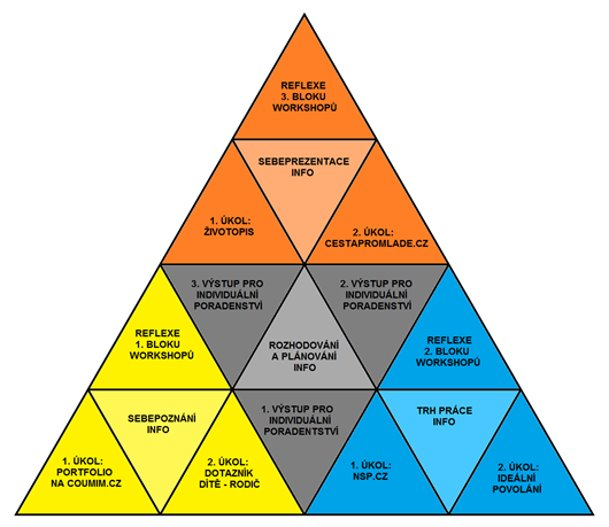 REFLEXE
3. BLOKU
WORKSHOPŮ
SEBEPREZENTACE
INFO
1. ÚKOL:
ŽIVOTOPIS
2. ÚKOL:
CESTAPROMLADE.CZ
3. VÝSTUP PRO
INDIVIDUÁLNÍ
PORADENSTVÍ
2. VÝSTUP PRO
INDIVIDUÁLNÍ
PORADENSTVÍ
REFLEXE
1. BLOKU
WORKSHOPŮ
ROZHODOVÁNÍ
A PLÁNOVÁNÍ
INFO
REFLEXE
2. BLOKU
WORKSHOPŮ
SEBEPOZNÁNÍ
INFO
1. VÝSTUP PRO
INDIVIDUÁLNÍ
PORADENTSTVÍ
TRH PRÁCE
INFO
1. ÚKOL:
PORTFOLIO
NA COUMIM.CZ
2. ÚKOL:
DOTAZNÍK
DÍTĚ - RODIČ
1. ÚKOL:
NSP.CZ
2. ÚKOL:
IDEÁLNÍ
POVOLÁNÍ